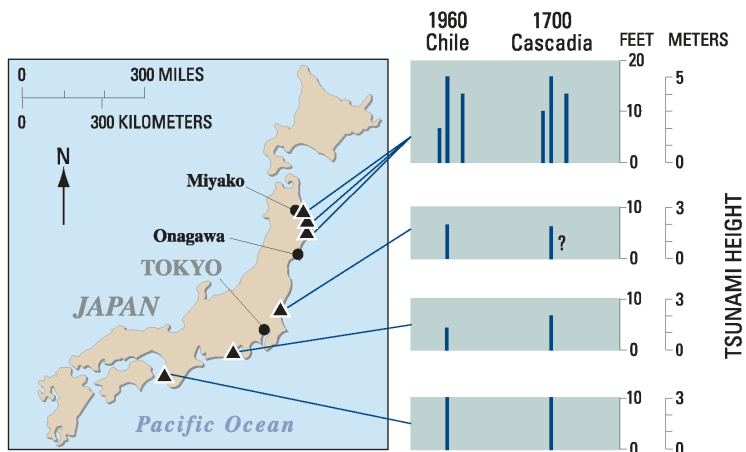 1960
Chile
1700
Cascadia
FEET METERS
0 300 MILES
0 300 KILOMETERS
N
Miyako
Onagawa
TOKYO
JAPAN
Pacific Ocean
20
10
0
5
0
?
10
0
3
0
10
0
3
0
10
0
3
0
TSUNAMI HEIGHT